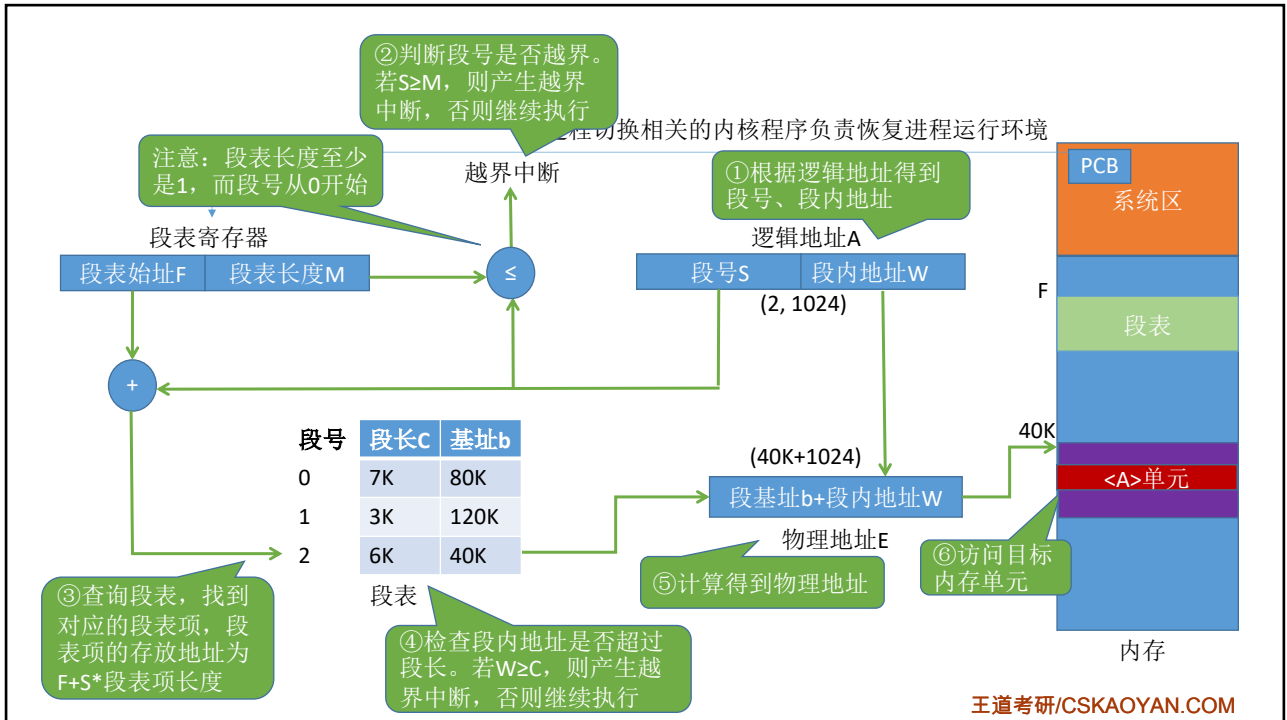 ②判断段号是否越界。
若S≥M，则产生越界
中断，否则继续执行
程切换相关的内核程序负责恢复进程运行环境
注意：段表长度至少
是1，而段号从0开始
越界中断
①根据逻辑地址得到
段号、段内地址
PCB
系统区
段表寄存器
逻辑地址A
段表始址F
段表长度M
≤
段号S
段内地址W
(2, 1024)
F
段表
+
段号
段长C
基址b
0
7K
80K
1
3K
120K
2
6K
40K
段表
(40K+1024)
段基址b+段内地址W
物理地址E
40K
<A>单元
③查询段表，找到
对应的段表项，段
表项的存放地址为
F+S*段表项长度
④检查段内地址是否超过
段长。若W≥C，则产生越
界中断，否则继续执行
⑤计算得到物理地址
⑥访问目标
内存单元
内存
王道考研/CSKAOYAN.COM